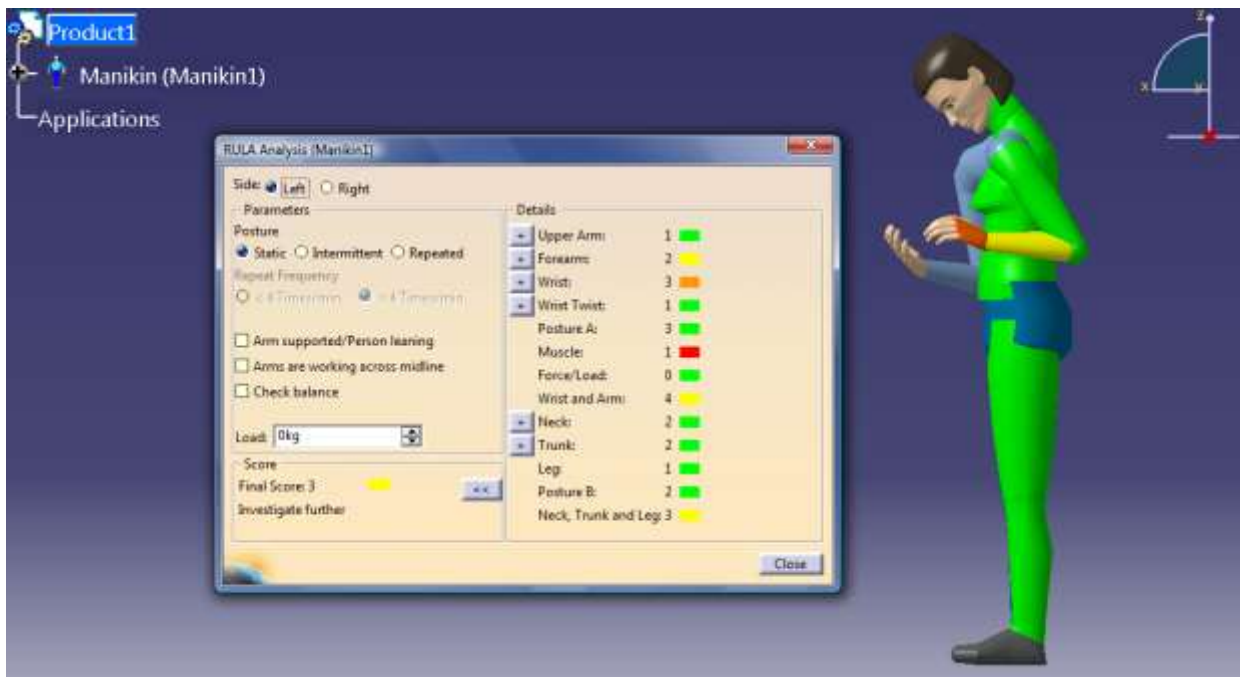 Product1
Manikin (Manikin1)
Applications
z
x
y
RULA Analysis (Manikin1)
Side: Left Right
Parameters
Posture
Static Intermittent Repeated
Repeat Frequency
Arm supported/Person leaning
Arms are working across midline
Check balance
Load: 0kg
Score
Final Score: 3
<<
Investigate further
Details
+ Upper Arm: 1
+ Forearm: 2
+ Wrist: 3
+ Wrist Twist: 1
Posture A: 3
Muscle: 1
Force/Load: 0
Wrist and Arm: 4
+ Neck: 2
+ Trunk: 2
Leg: 1
Posture B: 2
Neck, Trunk and Leg: 3
Close